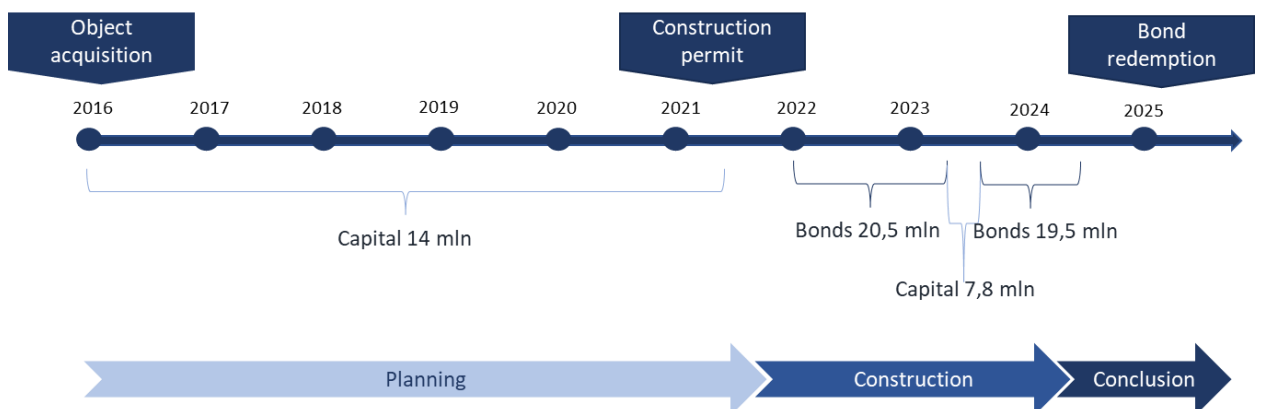 Object
acquisition
Construction
permit
Bond
redemption
2016
2017
2018
2019
2020
2021
2022
2023
2024
2025
Capital 14 mln
Bonds 20,5 mln
Bonds 19,5 mln
Capital 7,8 mln
Planning
Construction
Conclusion